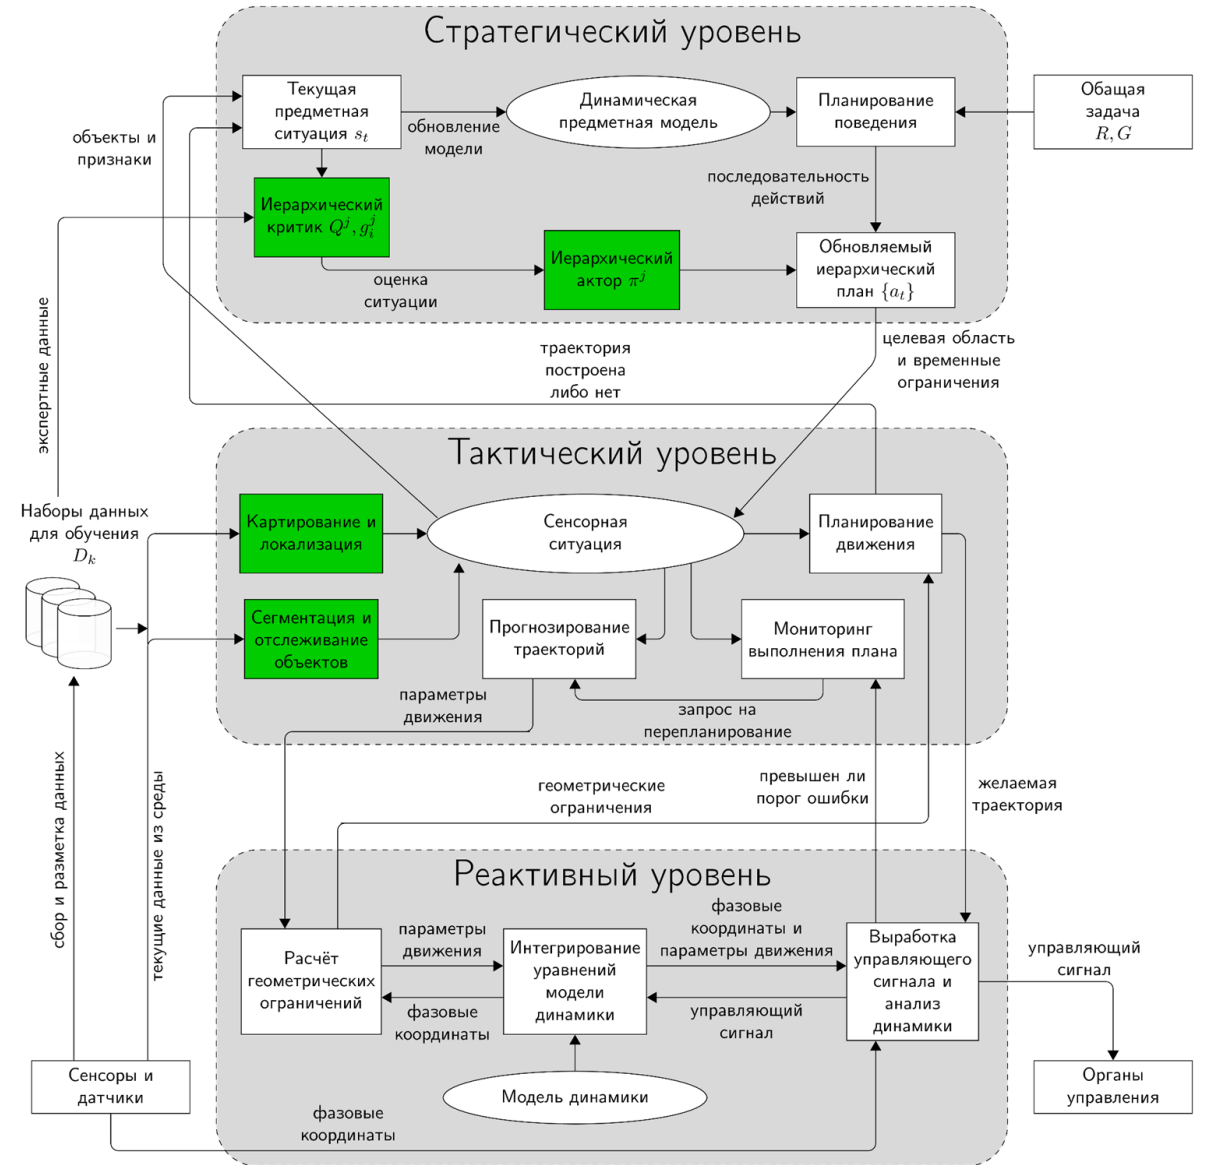 Стратегический уровень
Текущая
предметная
ситуация s_t
обновление
модели
Динамическая
предметная модель
Планирование
поведения
Обащая
задача
R, G
объекты и
признаки
последовательность
действий
Иерархический
критик Q^j, g_i^j
оценка
ситуации
Иерархический
актор π^j
Обновляемый
иерархический
план {a_t}
экспертные данные
траектория
построена
либо нет
целевая область
и временные
ограничения
Тактический уровень
Наборы данных
для обучения
D_k
Картирование и
локализация
Сенсорная
ситуация
Планирование
движения
Сегментация и
отслеживание
объектов
Прогнозирование
траекторий
Мониторинг
выполнения плана
параметры
движения
запрос на
перепланирование
сбор и разметка данных
текущие данные из среды
геометрические
ограничения
превышен ли
порог ошибки
желаемая
траектория
Реактивный уровень
Расчёт
геометрических
ограничений
параметры
движения
фазовые
координаты
Интегрирование
уравнений
модели
динамики
фазовые
координаты и
параметры движения
управляющий
сигнал
Выработка
управляющего
сигнала и
анализ
динамики
управляющий
сигнал
Модель динамики
Сенсоры и
датчики
фазовые
координаты
Органы
управления